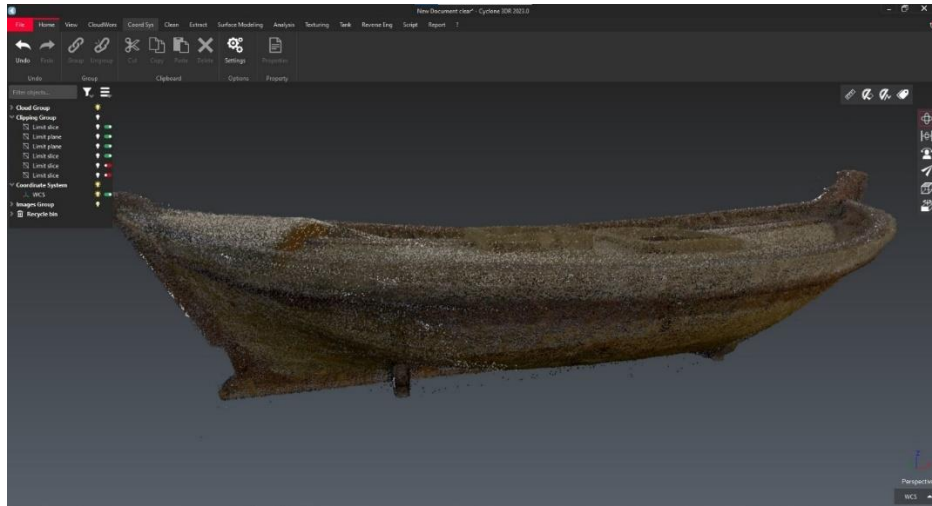 New Document clear* - Cyclone 3DR 2023.0
File Home View CloudWorx Coord Sys Clean Extract Surface Modeling Analysis Texturing Tank Reverse Eng Script Report ?
Undo Redo Group Ungroup Cut Copy Paste Delete Settings Properties
Undo Group Clipboard Options Property
Filter objects...
Cloud Group
Clipping Group
Limit slice
Limit plane
Limit plane
Limit slice
Limit slice
Limit slice
Coordinate System
WCS
Images Group
Recycle bin
Z
Perspective
WCS